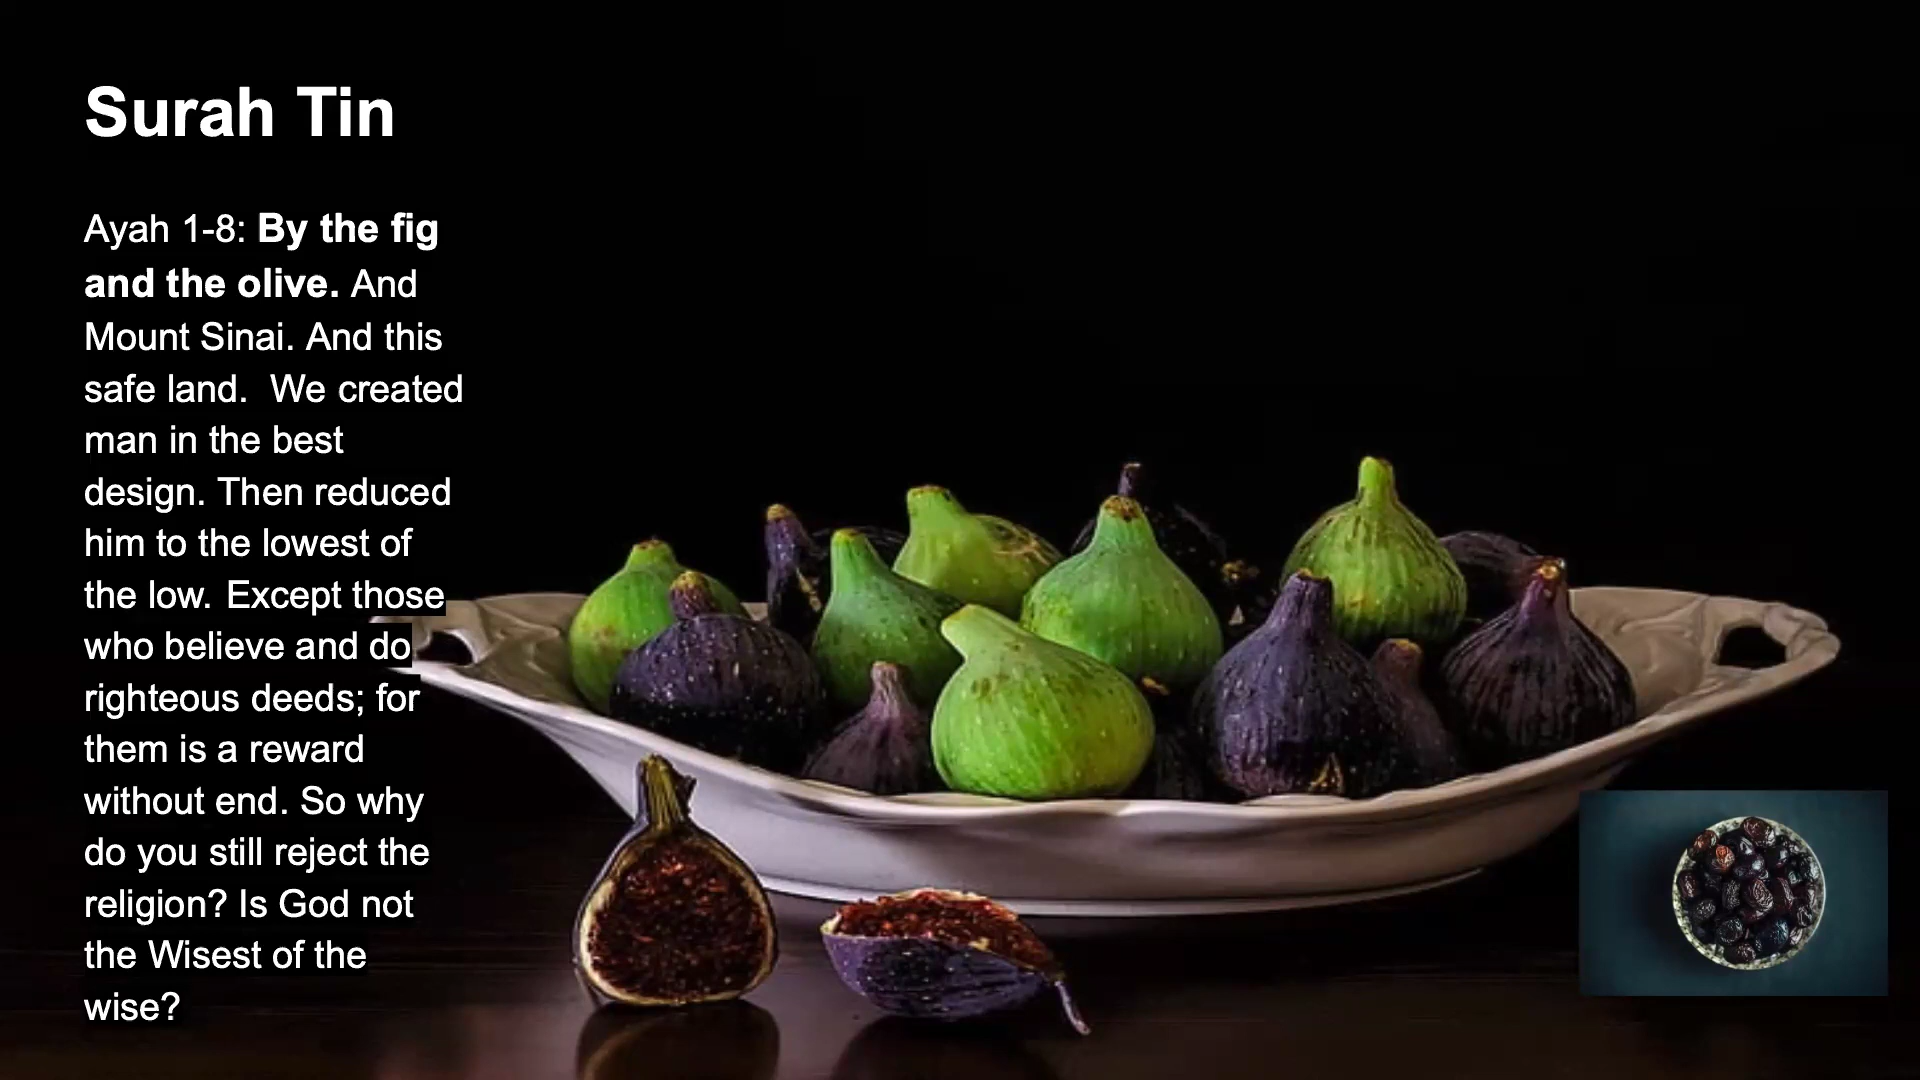 Surah Tin
Ayah 1-8: By the fig
and the olive. And
Mount Sinai. And this
safe land.  We created
man in the best
design. Then reduced
him to the lowest of
the low. Except those
who believe and do
righteous deeds; for
them is a reward
without end. So why
do you still reject the
religion? Is God not
the Wisest of the
wise?